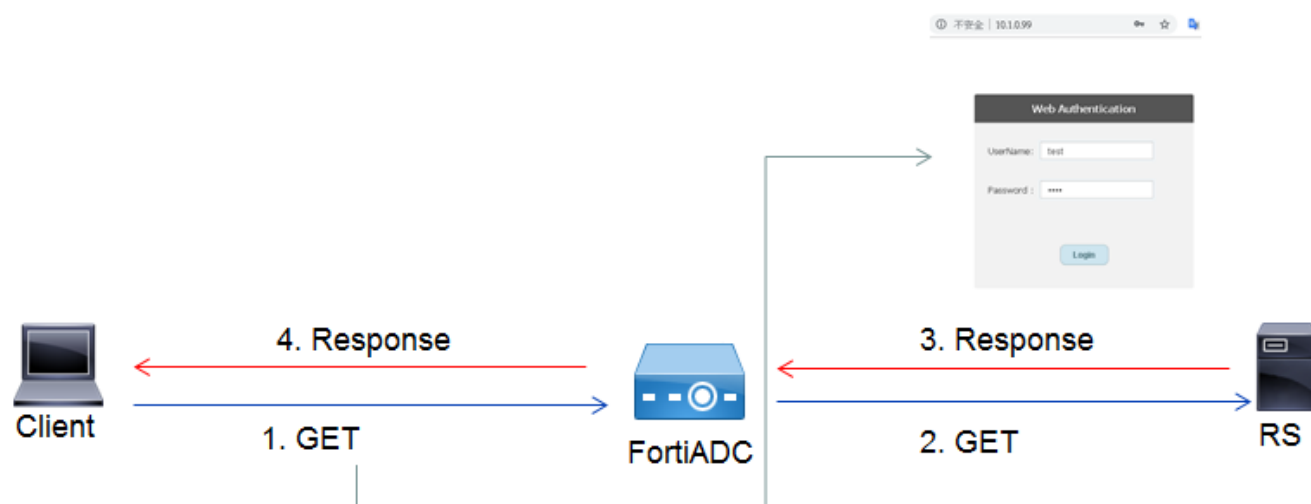 不安全 | 10.1.0.99
Web Authentication
UserName: test
Password : ••••
Login
4. Response
3. Response
Client
1. GET
FortiADC
2. GET
RS